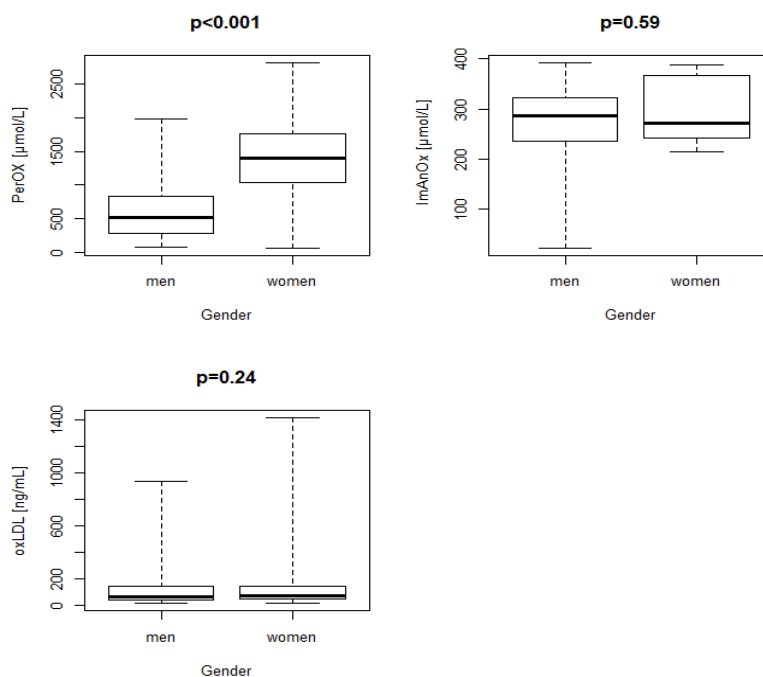 p<0.001
PerOX [µmol/L]
2500
1500
500
0
men
women
Gender
p=0.59
ImAnOx [µmol/L]
400
300
200
100
men
women
Gender
p=0.24
oxLDL [ng/mL]
1400
1000
600
200
0
men
women
Gender